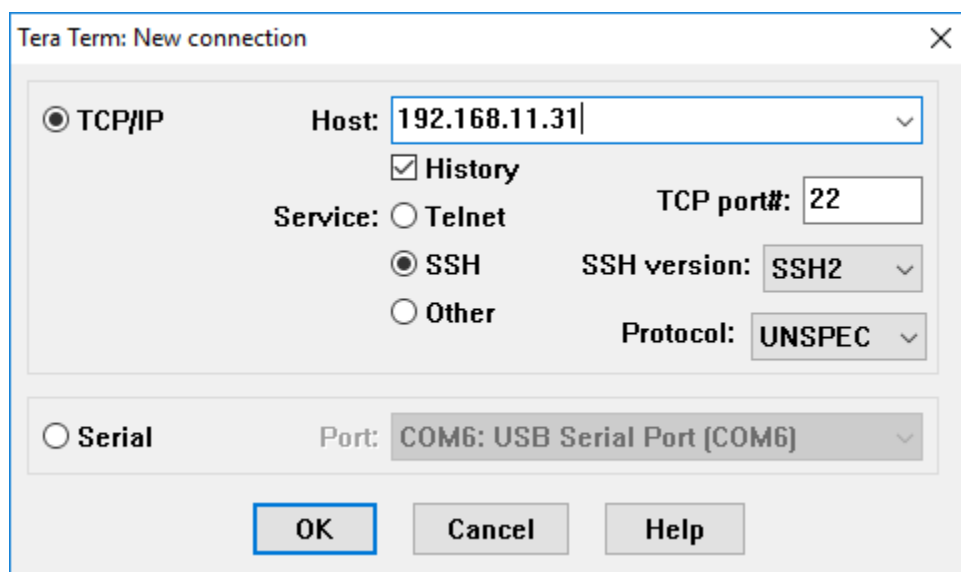 Tera Term: New connection
TCP/IP
Host: 192.168.11.31
History
Service: Telnet
TCP port#: 22
SSH
SSH version: SSH2
Other
Protocol: UNSPEC
Serial
Port: COM6: USB Serial Port (COM6)
OK
Cancel
Help